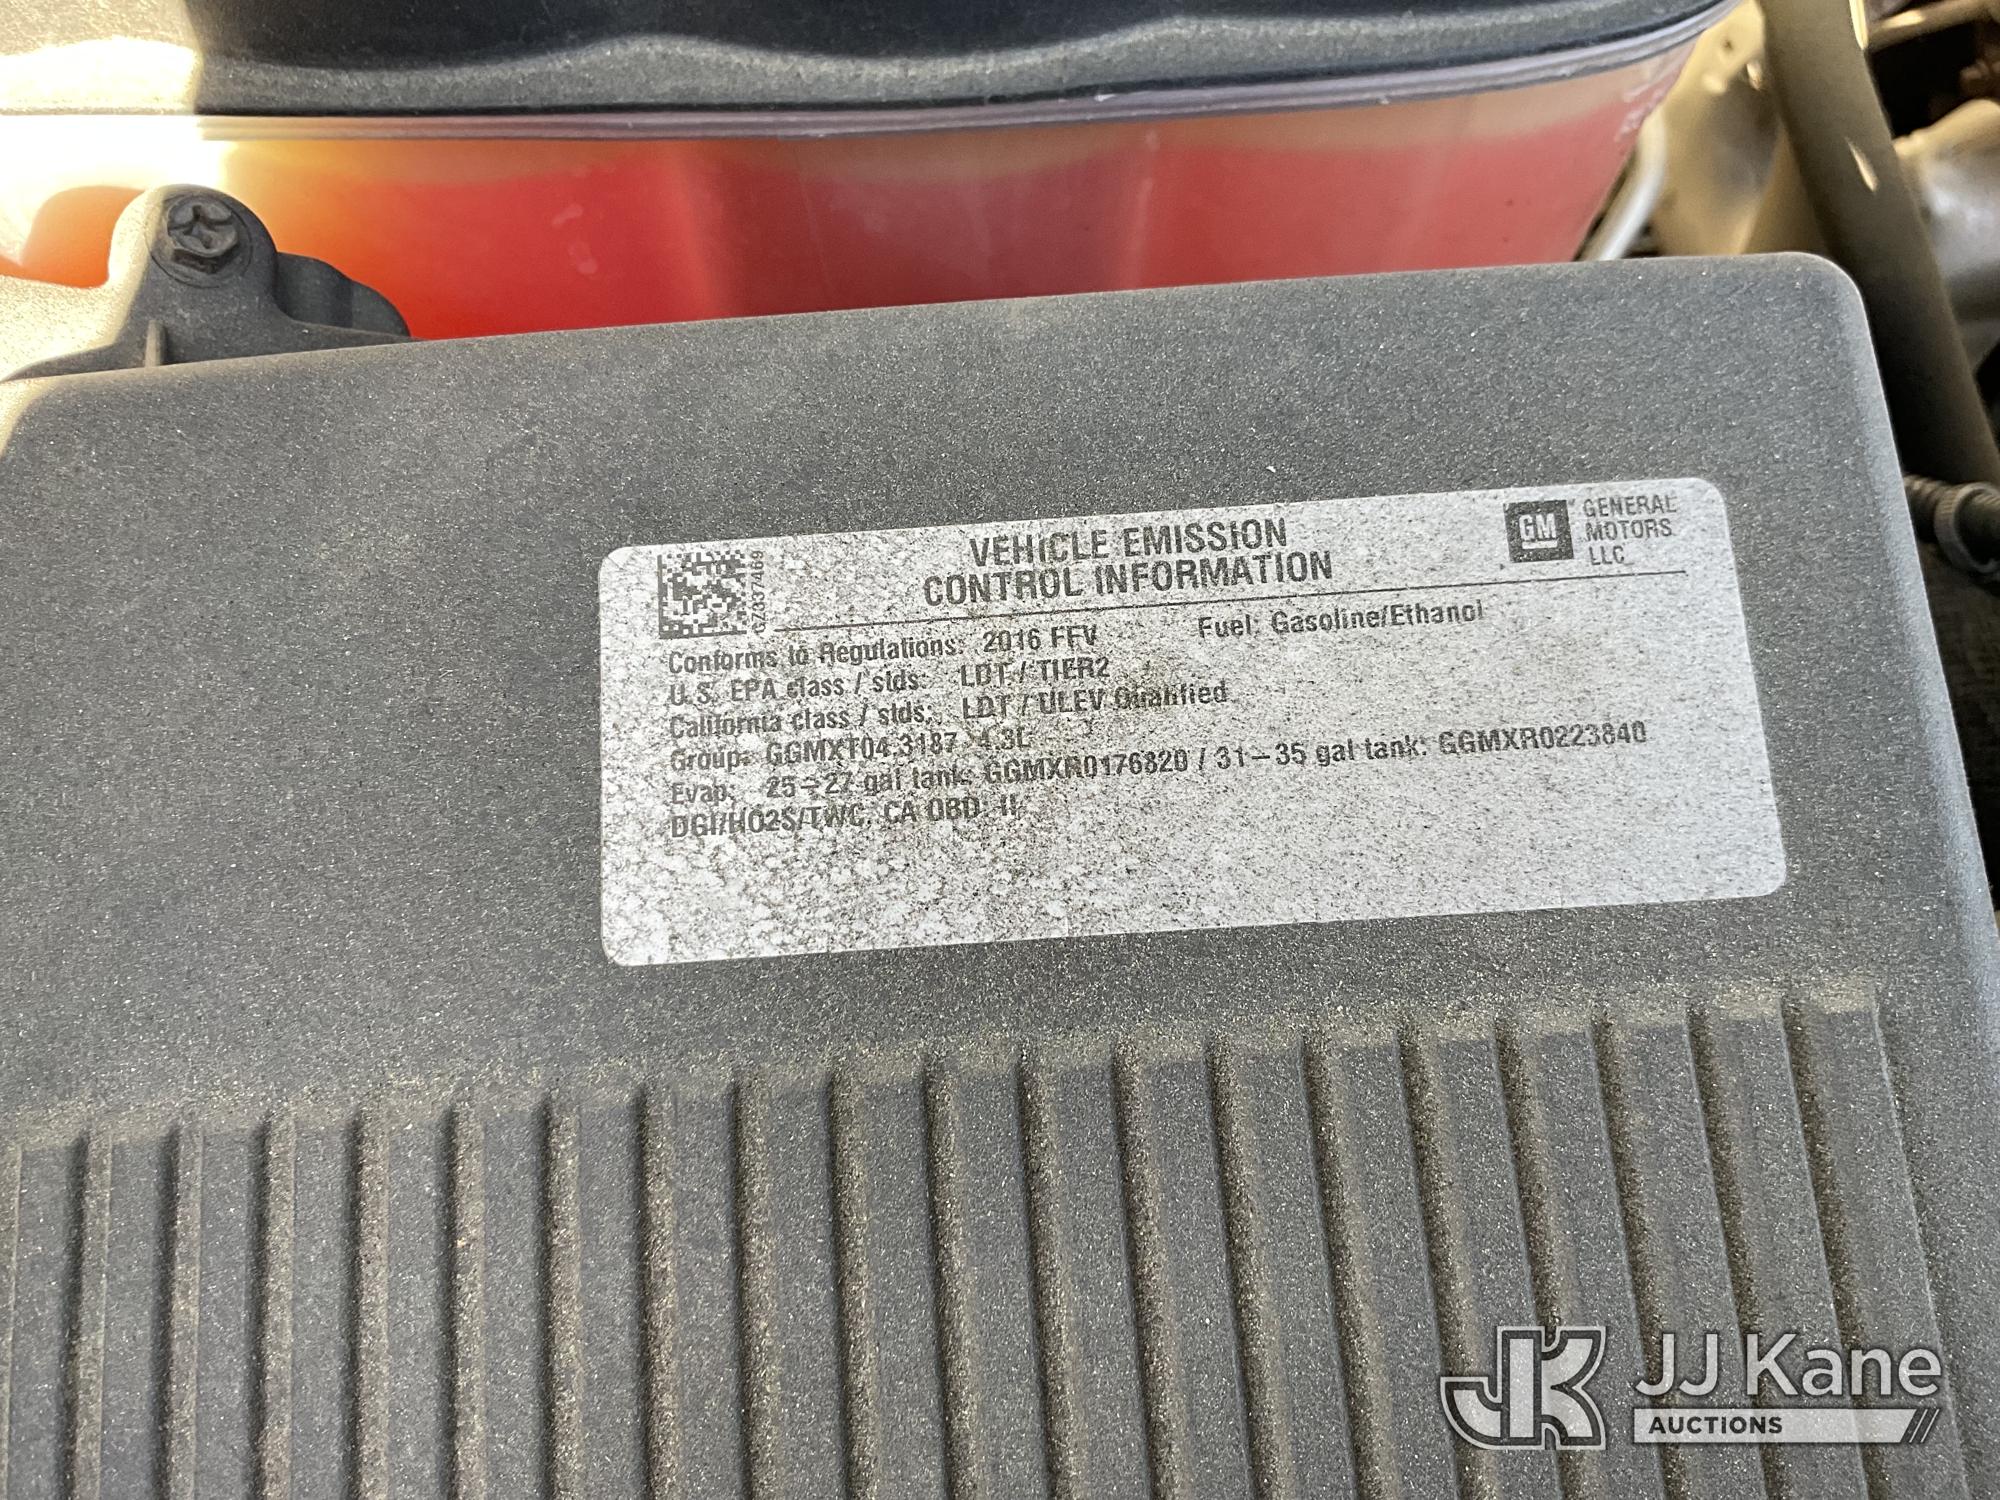 VEHICLE EMISSION
CONTROL INFORMATION
GM GENERAL
MOTORS
LLC
Conforms to Regulations: 2016 FFV Fuel: Gasoline/Ethanol
U.S. EPA class / stds: LDT / TIER2
California class / stds: LDT / ULEV Qualified
Group: GGMXT04.3187 4.3L
Evap: 25-27 gal tank: GGMXR0176820 / 31-35 gal tank: GGMXR0223840
DGI/HO2S/TWC, CA OBD: II
JK JJ Kane
AUCTIONS